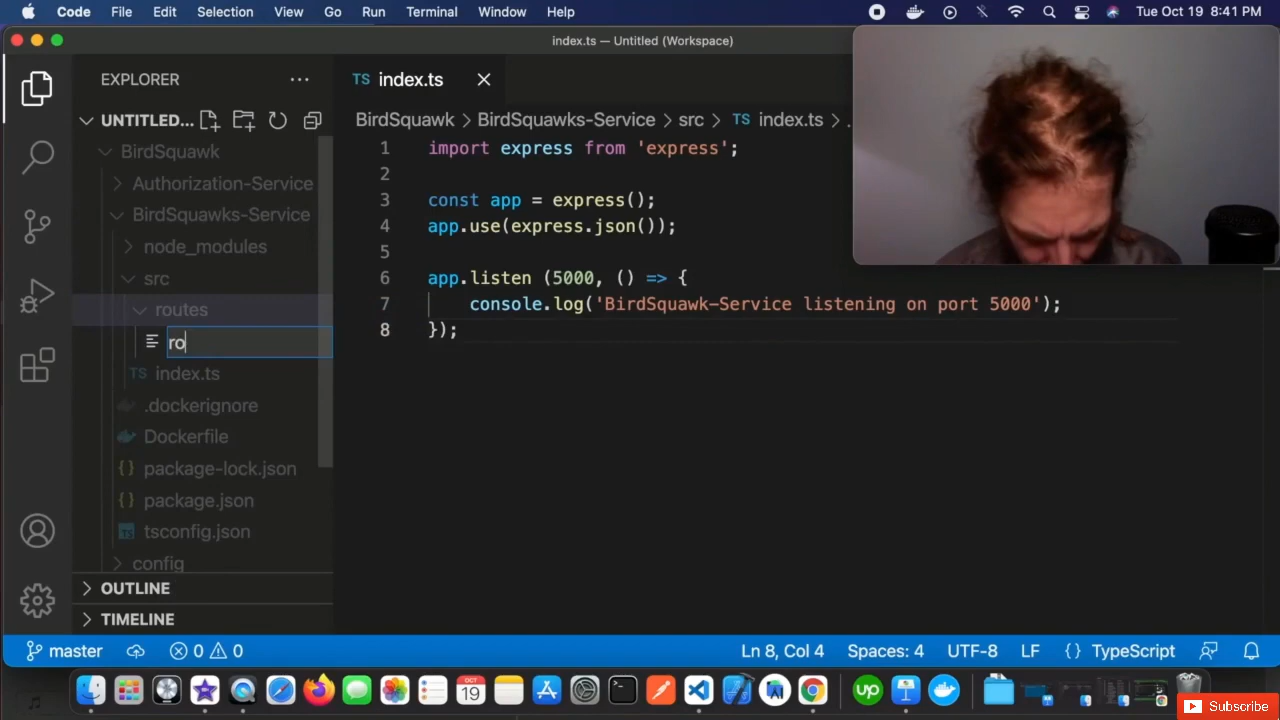 Code File Edit Selection View Go Run Terminal Window Help Tue Oct 19 8:41 PM
index.ts — Untitled (Workspace)
EXPLORER
TS index.ts
UNTITLED...
BirdSquawk > BirdSquawks-Service > src > TS index.ts > .
BirdSquawk
Authorization-Service
BirdSquawks-Service
node_modules
src
routes
ro
TS index.ts
.dockerignore
Dockerfile
{} package-lock.json
{} package.json
TS tsconfig.json
config
OUTLINE
TIMELINE
1 import express from 'express';
2
3 const app = express();
4 app.use(express.json());
5
6 app.listen (5000, () => {
7 console.log('BirdSquawk-Service listening on port 5000');
8 });
master 0 0 Ln 8, Col 4 Spaces: 4 UTF-8 LF {} TypeScript
OCT
19
up
Subscribe